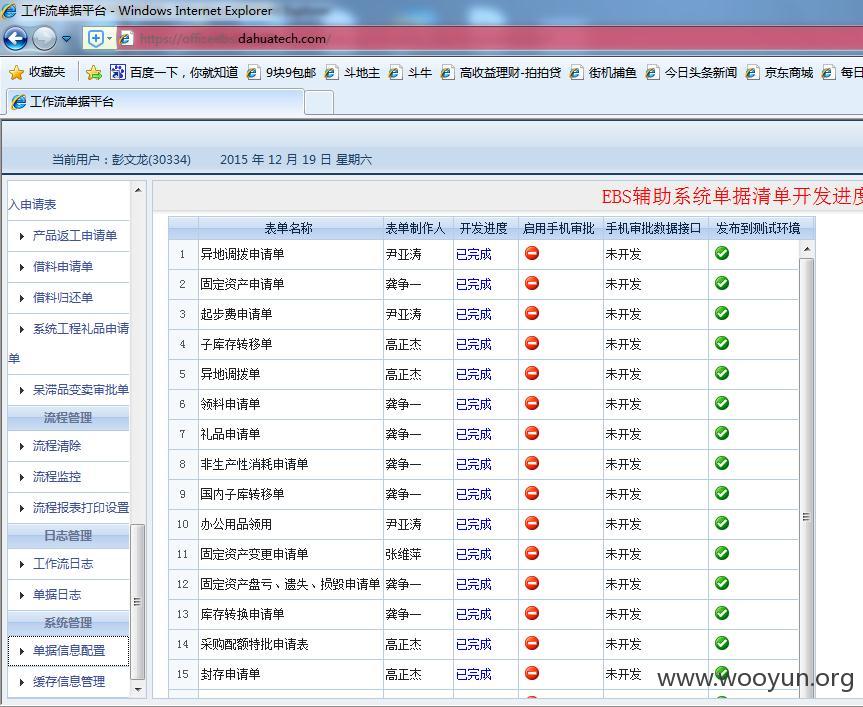 工作流单据平台 - Windows Internet Explorer
dahuatech.com/
收藏夹 百度一下，你就知道 9块9包邮 斗地主 斗牛 高收益理财-拍拍贷 街机捕鱼 今日头条新闻 京东商城 每日
工作流单据平台
当前用户：彭文龙(30334) 2015 年 12 月 19 日 星期六
入申请表
产品返工申请单
借料申请单
借料归还单
系统工程礼品申请
单
呆滞品变卖审批单
流程管理
流程清除
流程监控
流程报表打印设置
日志管理
工作流日志
单据日志
系统管理
单据信息配置
缓存信息管理
EBS辅助系统单据清单开发进度
表单名称 表单制作人 开发进度 启用手机审批 手机审批数据接口 发布到测试环境
1 异地调拨申请单 尹亚涛 已完成 未开发
2 固定资产申请单 龚争一 已完成 未开发
3 起步费申请单 尹亚涛 已完成 未开发
4 子库存转移单 高正杰 已完成 未开发
5 异地调拨单 高正杰 已完成 未开发
6 领料申请单 龚争一 已完成 未开发
7 礼品申请单 龚争一 已完成 未开发
8 非生产性消耗申请单 龚争一 已完成 未开发
9 国内子库转移单 龚争一 已完成 未开发
10 办公用品领用 尹亚涛 已完成 未开发
11 固定资产变更申请单 张维萍 已完成 未开发
12 固定资产盘亏、遗失、损毁申请单 龚争一 已完成 未开发
13 库存转换申请单 龚争一 已完成 未开发
14 采购配额特批申请表 高正杰 已完成 未开发
15 封存申请单 高正杰 已完成 未开发
www.wooyun.org